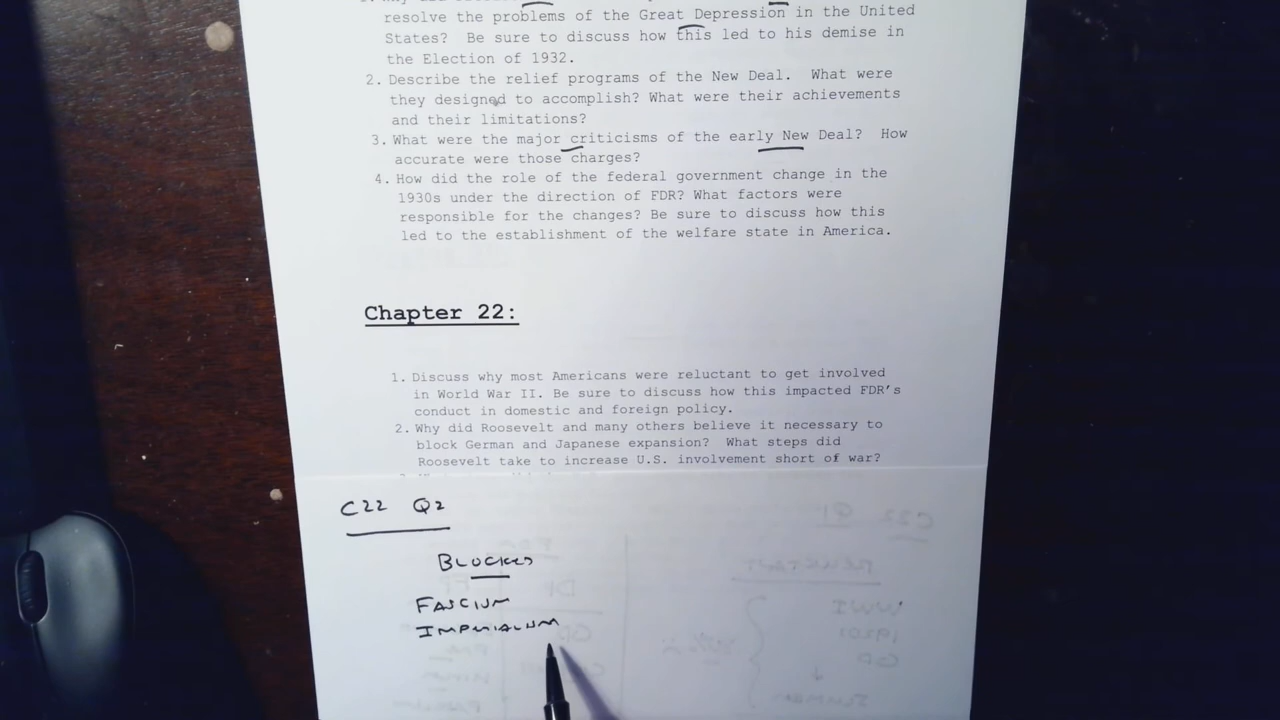 resolve the problems of the Great Depression in the United
States? Be sure to discuss how this led to his demise in
the Election of 1932.
2. Describe the relief programs of the New Deal. What were
they designed to accomplish? What were their achievements
and their limitations?
3. What were the major criticisms of the early New Deal? How
accurate were those charges?
4. How did the role of the federal government change in the
1930s under the direction of FDR? What factors were
responsible for the changes? Be sure to discuss how this
led to the establishment of the welfare state in America.
Chapter 22:
1. Discuss why most Americans were reluctant to get involved
in World War II. Be sure to discuss how this impacted FDR's
conduct in domestic and foreign policy.
2. Why did Roosevelt and many others believe it necessary to
block German and Japanese expansion? What steps did
Roosevelt take to increase U.S. involvement short of war?
C22 Q2
BLOCKED
FASCISM
IMPERIALISM